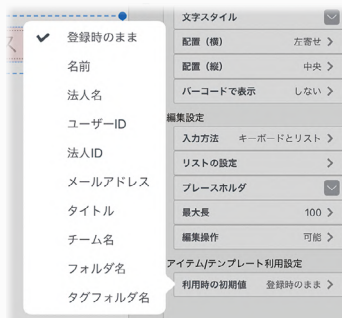 ✔ 登録時のまま
名前
法人名
ユーザーID
法人ID
メールアドレス
タイトル
チーム名
フォルダ名
タグフォルダ名
文字スタイル
配置（横） 左寄せ
配置（縦） 中央
バーコードで表示 しない
編集設定
入力方法 キーボードとリスト
リストの設定
プレースホルダ
最大長 100
編集操作 可能
アイテム/テンプレート利用設定
利用時の初期値 登録時のまま